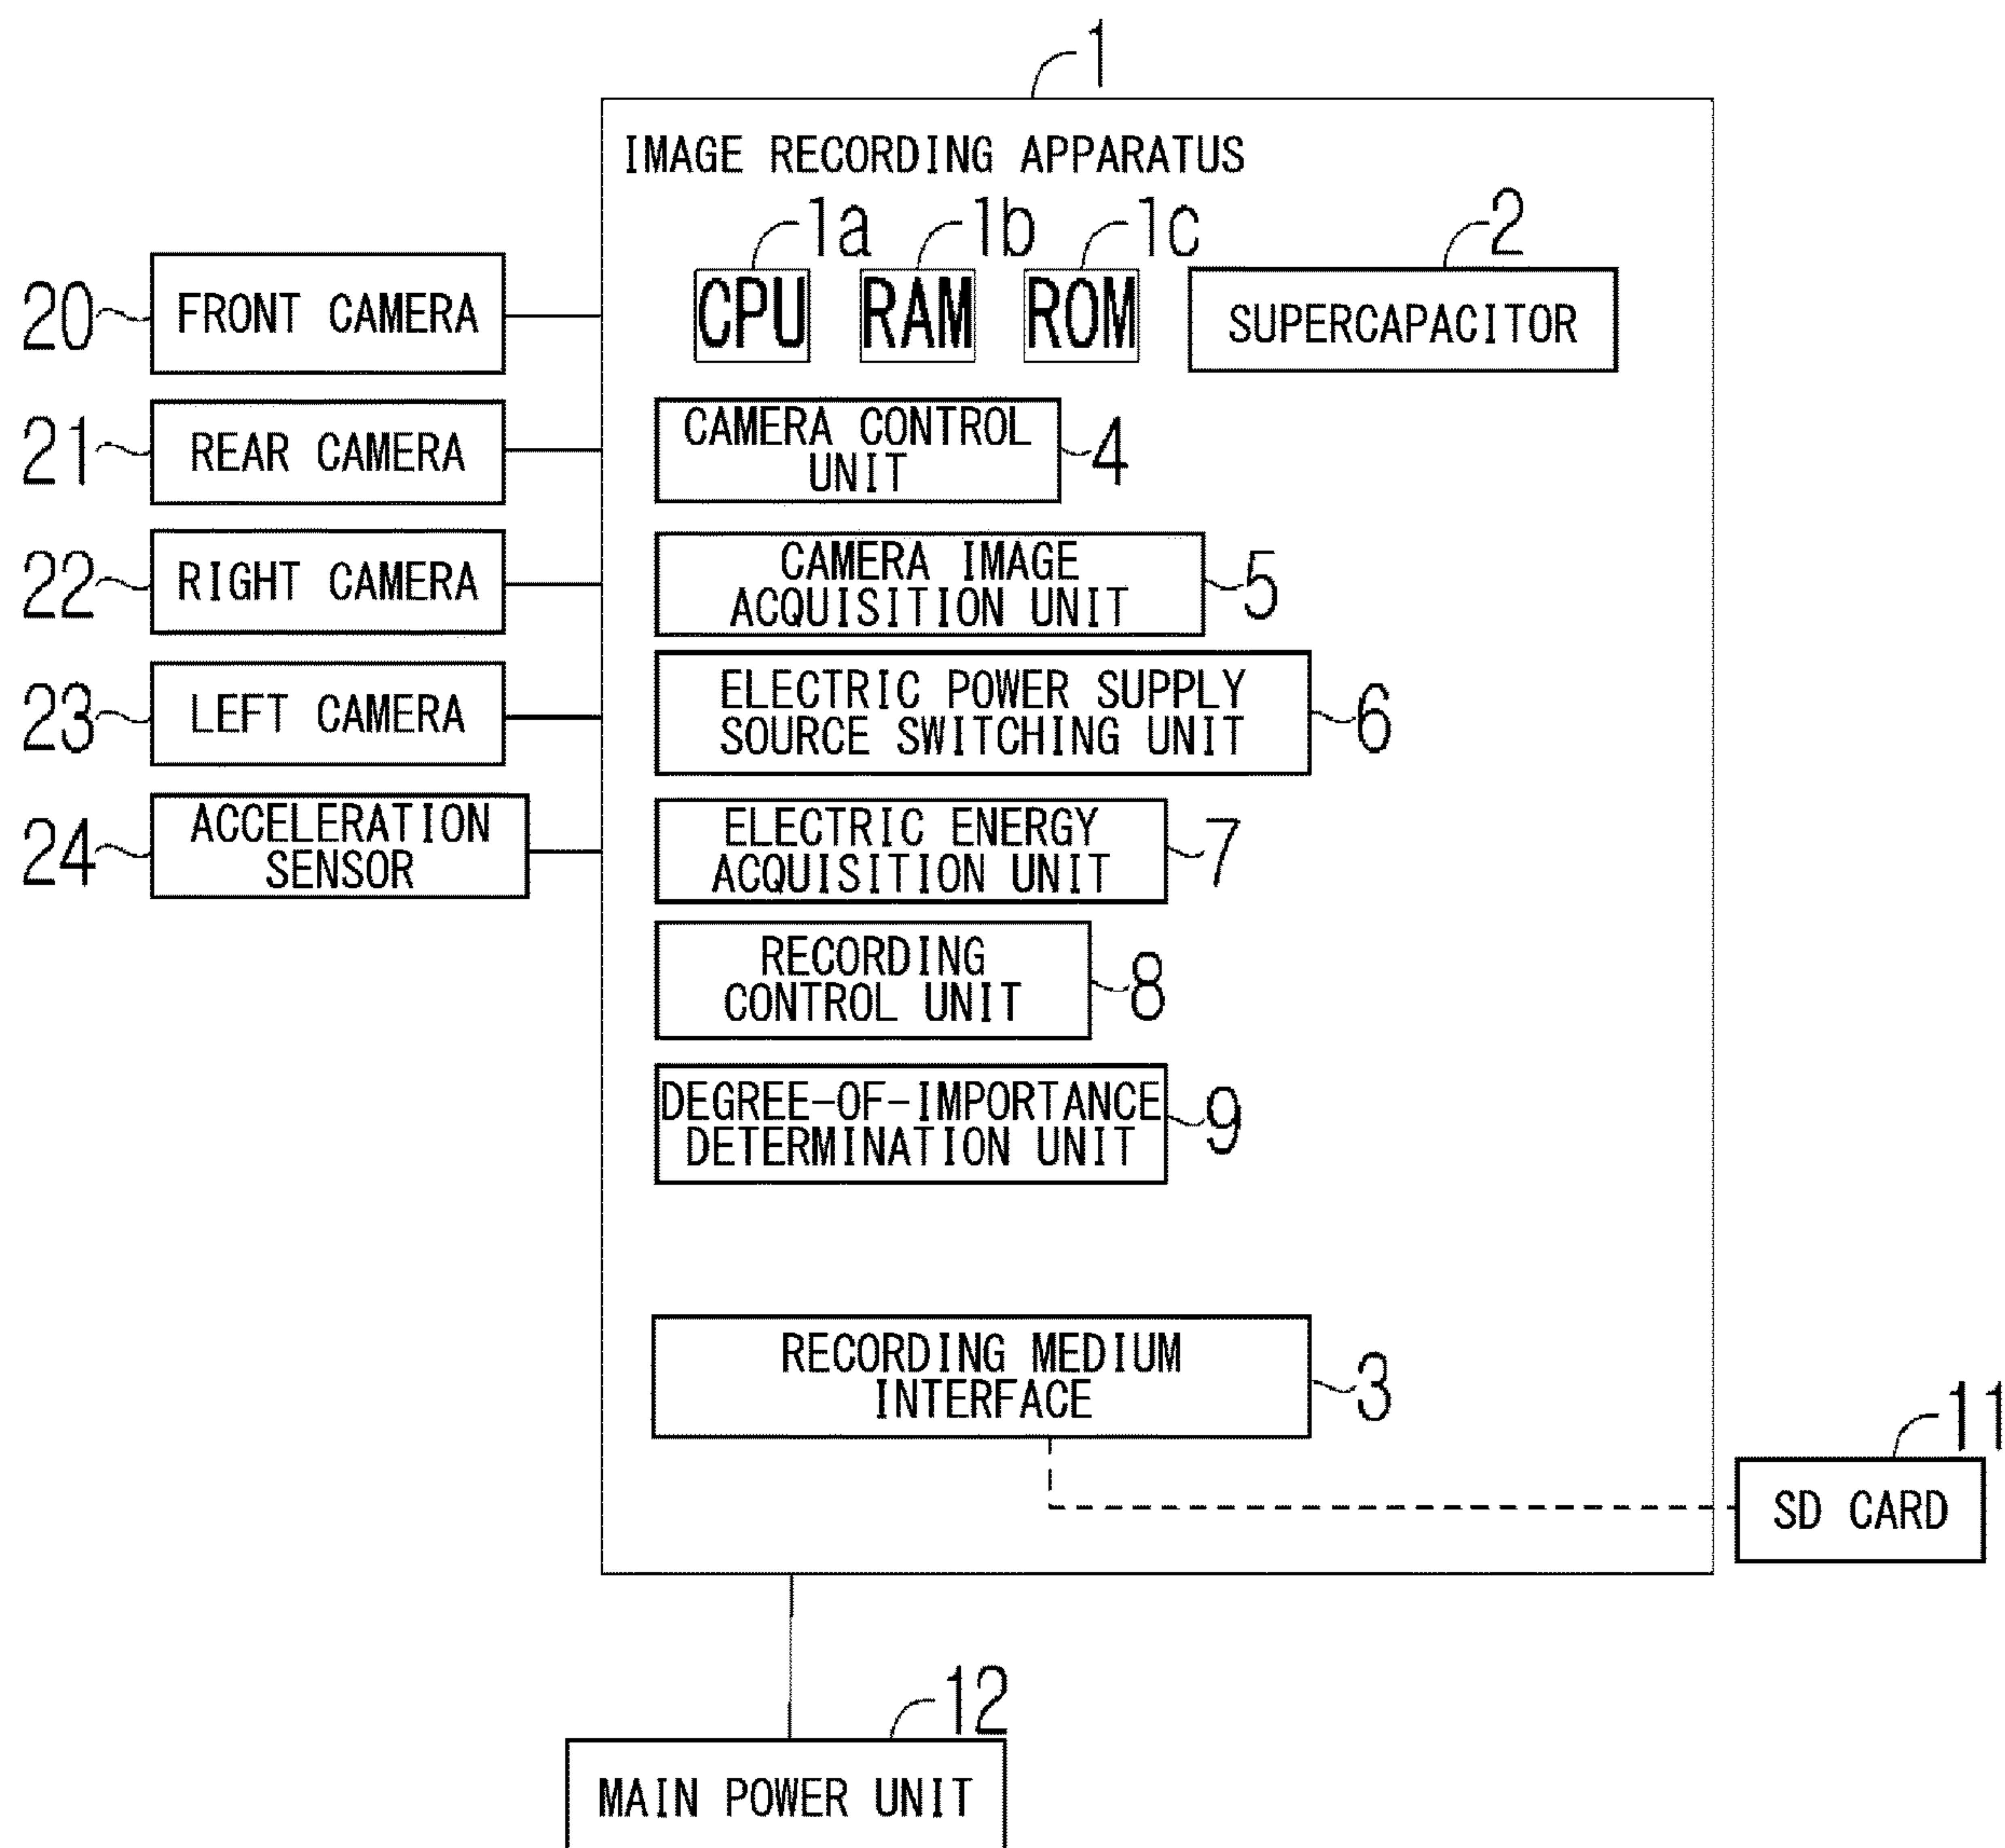 1
IMAGE RECORDING APPARATUS
1a
1b
1c
2
CPU
RAM
ROM
SUPERCAPACITOR
20
FRONT CAMERA
21
REAR CAMERA
22
RIGHT CAMERA
23
LEFT CAMERA
24
ACCELERATION
SENSOR
CAMERA CONTROL
UNIT
4
CAMERA IMAGE
ACQUISITION UNIT
5
ELECTRIC POWER SUPPLY
SOURCE SWITCHING UNIT
6
ELECTRIC ENERGY
ACQUISITION UNIT
7
RECORDING
CONTROL UNIT
8
DEGREE-OF-IMPORTANCE
DETERMINATION UNIT
9
RECORDING MEDIUM
INTERFACE
3
11
SD CARD
12
MAIN POWER UNIT